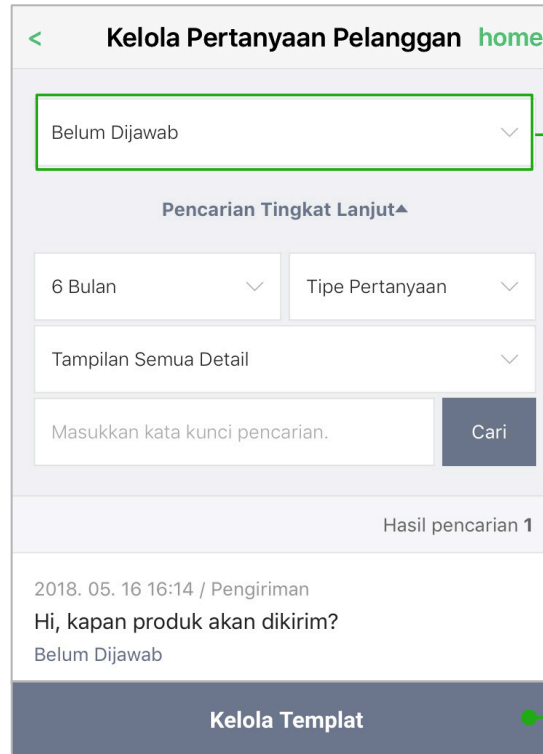 < Kelola Pertanyaan Pelanggan home
Belum Dijawab
Pencarian Tingkat Lanjut▲
6 Bulan Tipe Pertanyaan
Tampilan Semua Detail
Masukkan kata kunci pencarian. Cari
Hasil pencarian 1
2018. 05. 16 16:14 / Pengiriman
Hi, kapan produk akan dikirim?
Belum Dijawab
Kelola Templat